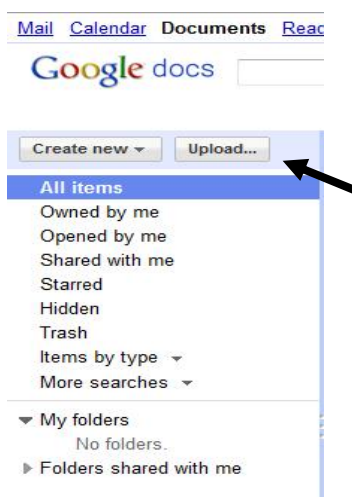 Mail Calendar Documents
Google docs
Create new Upload...
All items
Owned by me
Opened by me
Shared with me
Starred
Hidden
Trash
Items by type
More searches
My folders
No folders.
Folders shared with me